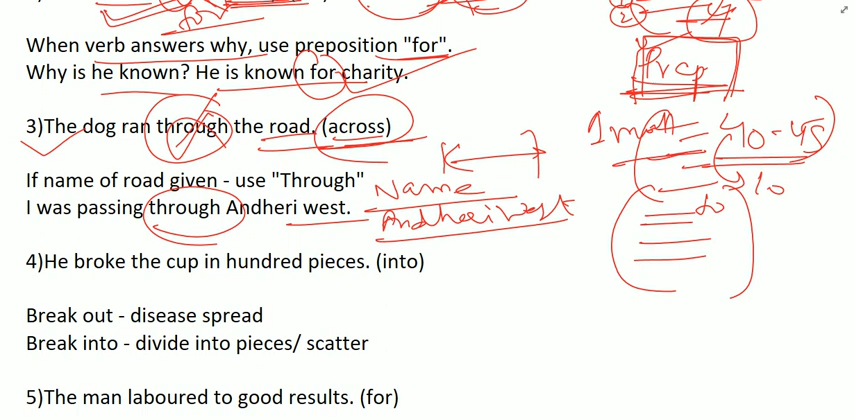 When verb answers why, use preposition "for".
Why is he known? He is known for charity.
Prep
3)The dog ran through the road. (across)
1 mark
40-45
10
If name of road given - use "Through"
Name
I was passing through Andheri west.
Andheri west
4)He broke the cup in hundred pieces. (into)
Break out - disease spread
Break into - divide into pieces/ scatter
5)The man laboured to good results. (for)